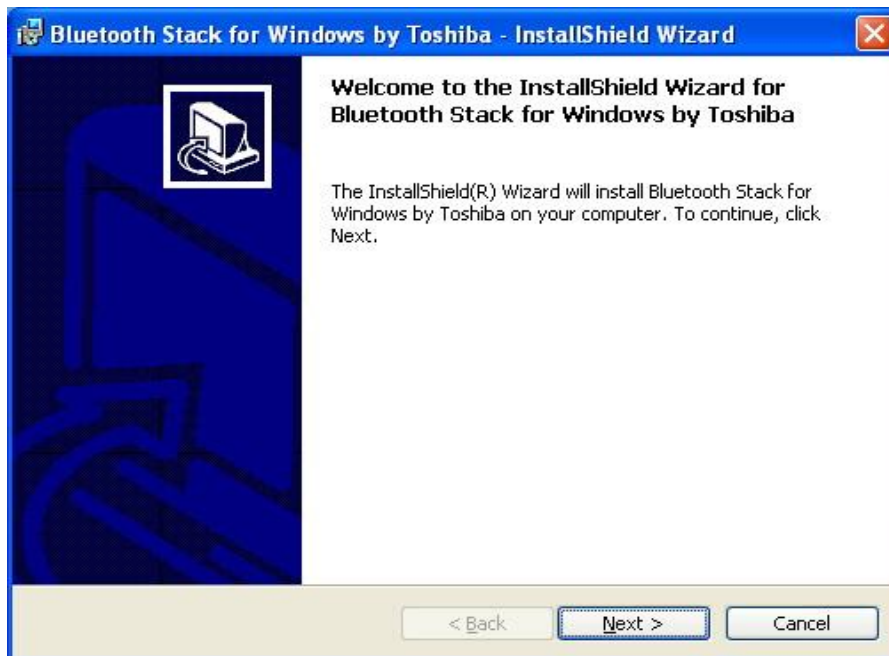 Bluetooth Stack for Windows by Toshiba - InstallShield Wizard
Welcome to the InstallShield Wizard for
Bluetooth Stack for Windows by Toshiba
The InstallShield(R) Wizard will install Bluetooth Stack for
Windows by Toshiba on your computer. To continue, click
Next.
< Back
Next >
Cancel